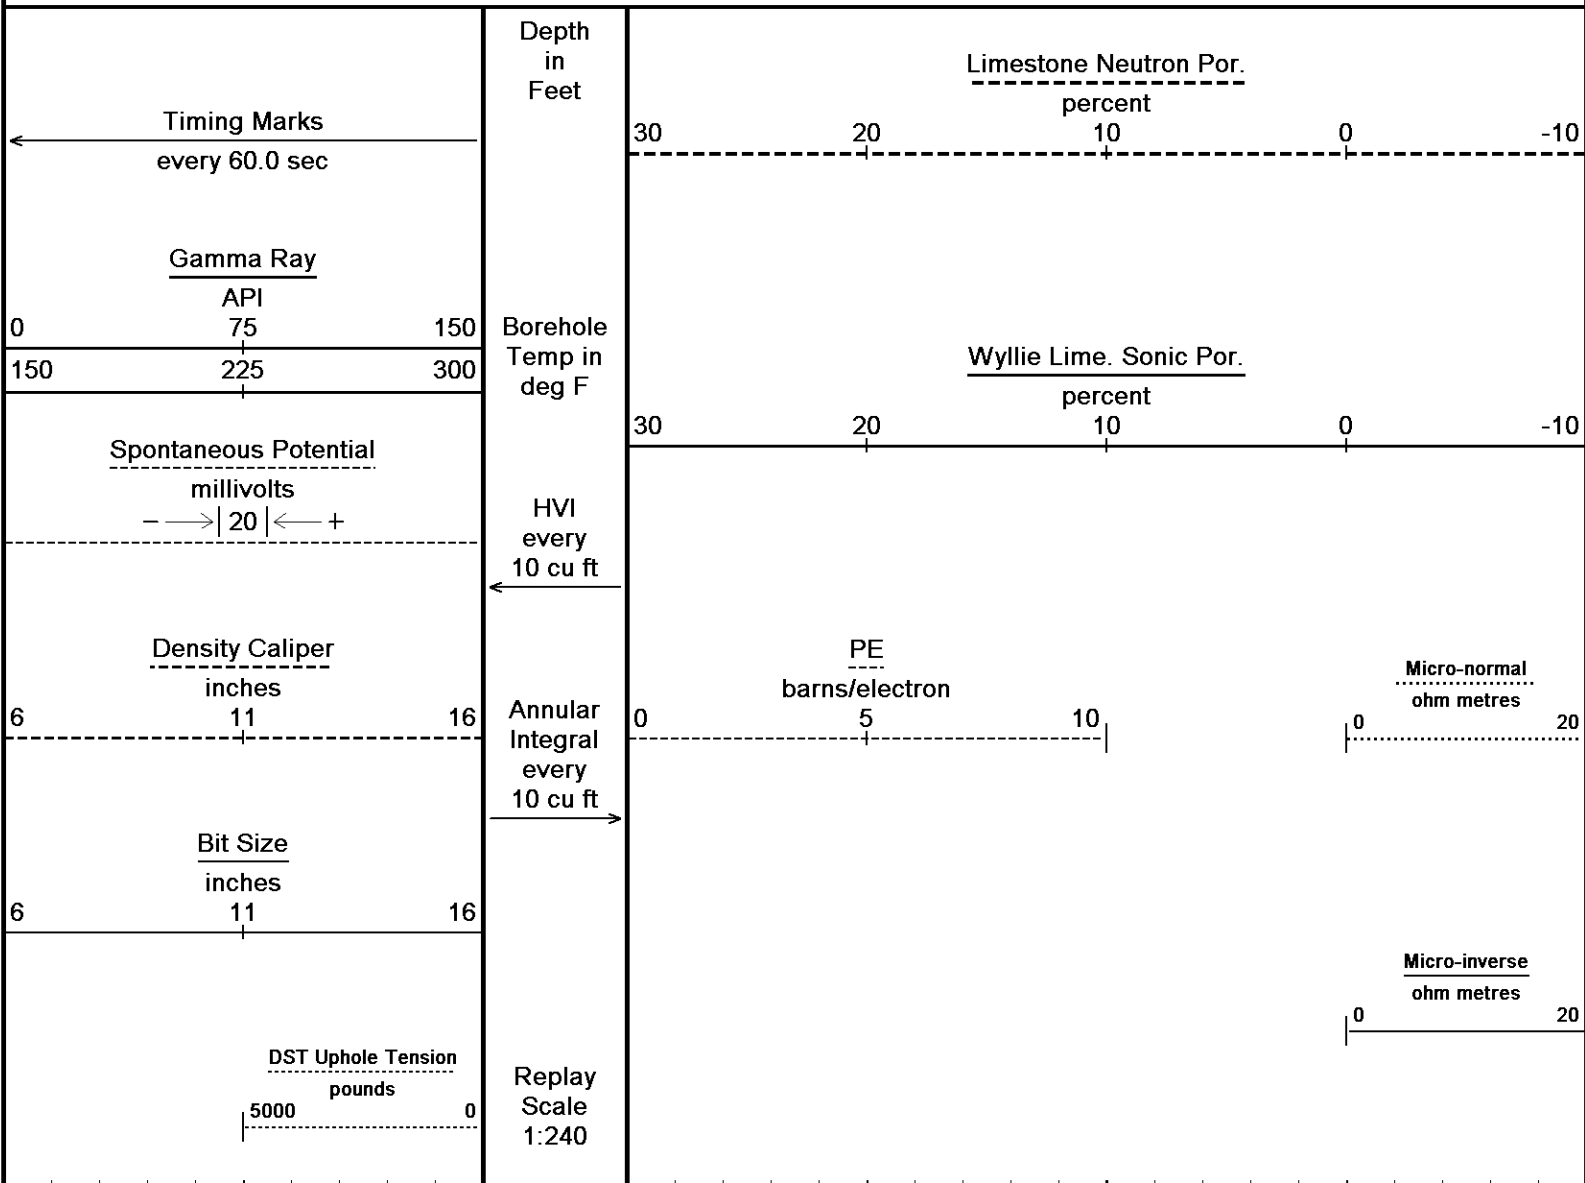 Timing Marks
every 60.0 sec
Gamma Ray
API
0 75 150
150 225 300
Spontaneous Potential
millivolts
− 20 +
Density Caliper
inches
6 11 16
Bit Size
inches
6 11 16
DST Uphole Tension
pounds
5000 0
Depth
in
Feet
Borehole
Temp in
deg F
HVI
every
10 cu ft
Annular
Integral
every
10 cu ft
Replay
Scale
1:240
Limestone Neutron Por.
percent
30 20 10 0 -10
Wyllie Lime. Sonic Por.
percent
30 20 10 0 -10
PE
barns/electron
0 5 10
Micro-normal
ohm metres
0 20
Micro-inverse
ohm metres
0 20